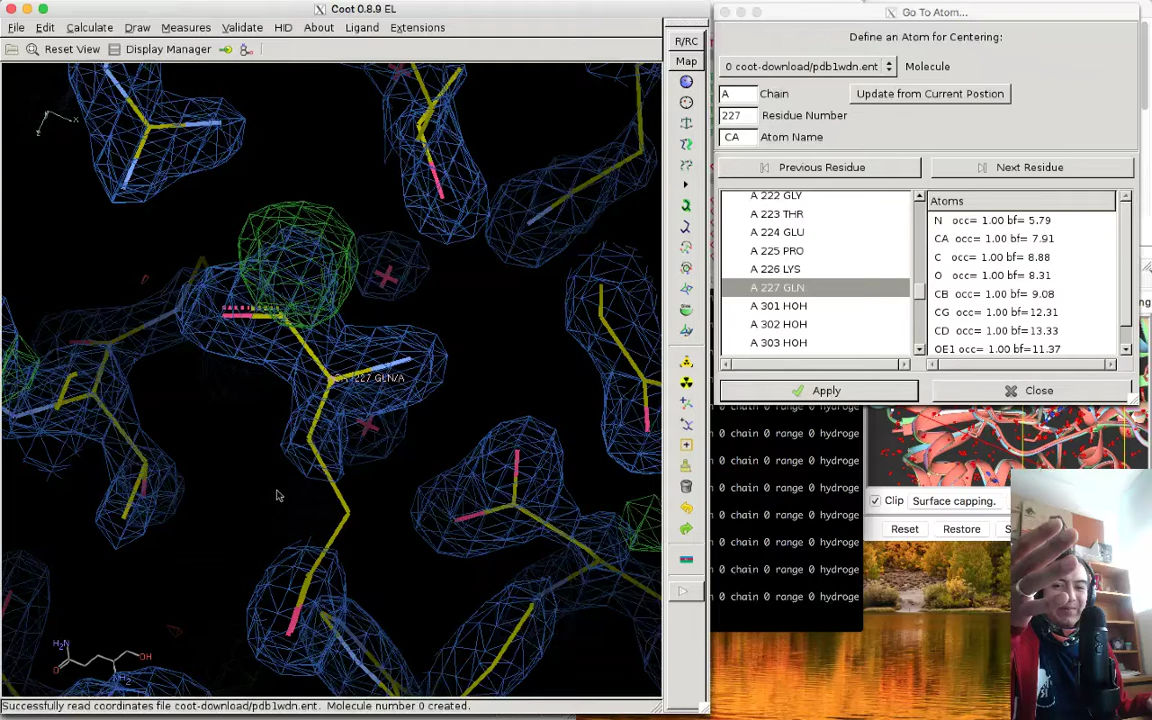 Coot 0.8.9 EL
File Edit Calculate Draw Measures Validate HID About Ligand Extensions
Reset View Display Manager
R/RC
Map
227 GLN/A
H₂N
O
OH
NH₂
Successfully read coordinates file coot-download/pdb1wdn.ent. Molecule number 0 created.
Go To Atom...
Define an Atom for Centering:
0 coot-download/pdb1wdn.ent Molecule
A Chain Update from Current Postion
227 Residue Number
CA Atom Name
Previous Residue Next Residue
A 222 GLY
A 223 THR
A 224 GLU
A 225 PRO
A 226 LYS
A 227 GLN
A 301 HOH
A 302 HOH
A 303 HOH
Atoms
N occ= 1.00 bf= 5.79
CA occ= 1.00 bf= 7.91
C occ= 1.00 bf= 8.88
O occ= 1.00 bf= 8.31
CB occ= 1.00 bf= 9.08
CG occ= 1.00 bf=12.31
CD occ= 1.00 bf=13.33
OE1 occ= 1.00 bf=11.37
Apply Close
n 0 chain 0 range 0 hydroge
n 0 chain 0 range 0 hydroge
n 0 chain 0 range 0 hydroge
n 0 chain 0 range 0 hydroge
n 0 chain 0 range 0 hydroge
n 0 chain 0 range 0 hydroge
n 0 chain 0 range 0 hydroge
n 0 chain 0 range 0 hydroge
Clip Surface capping.
Reset Restore S
ng